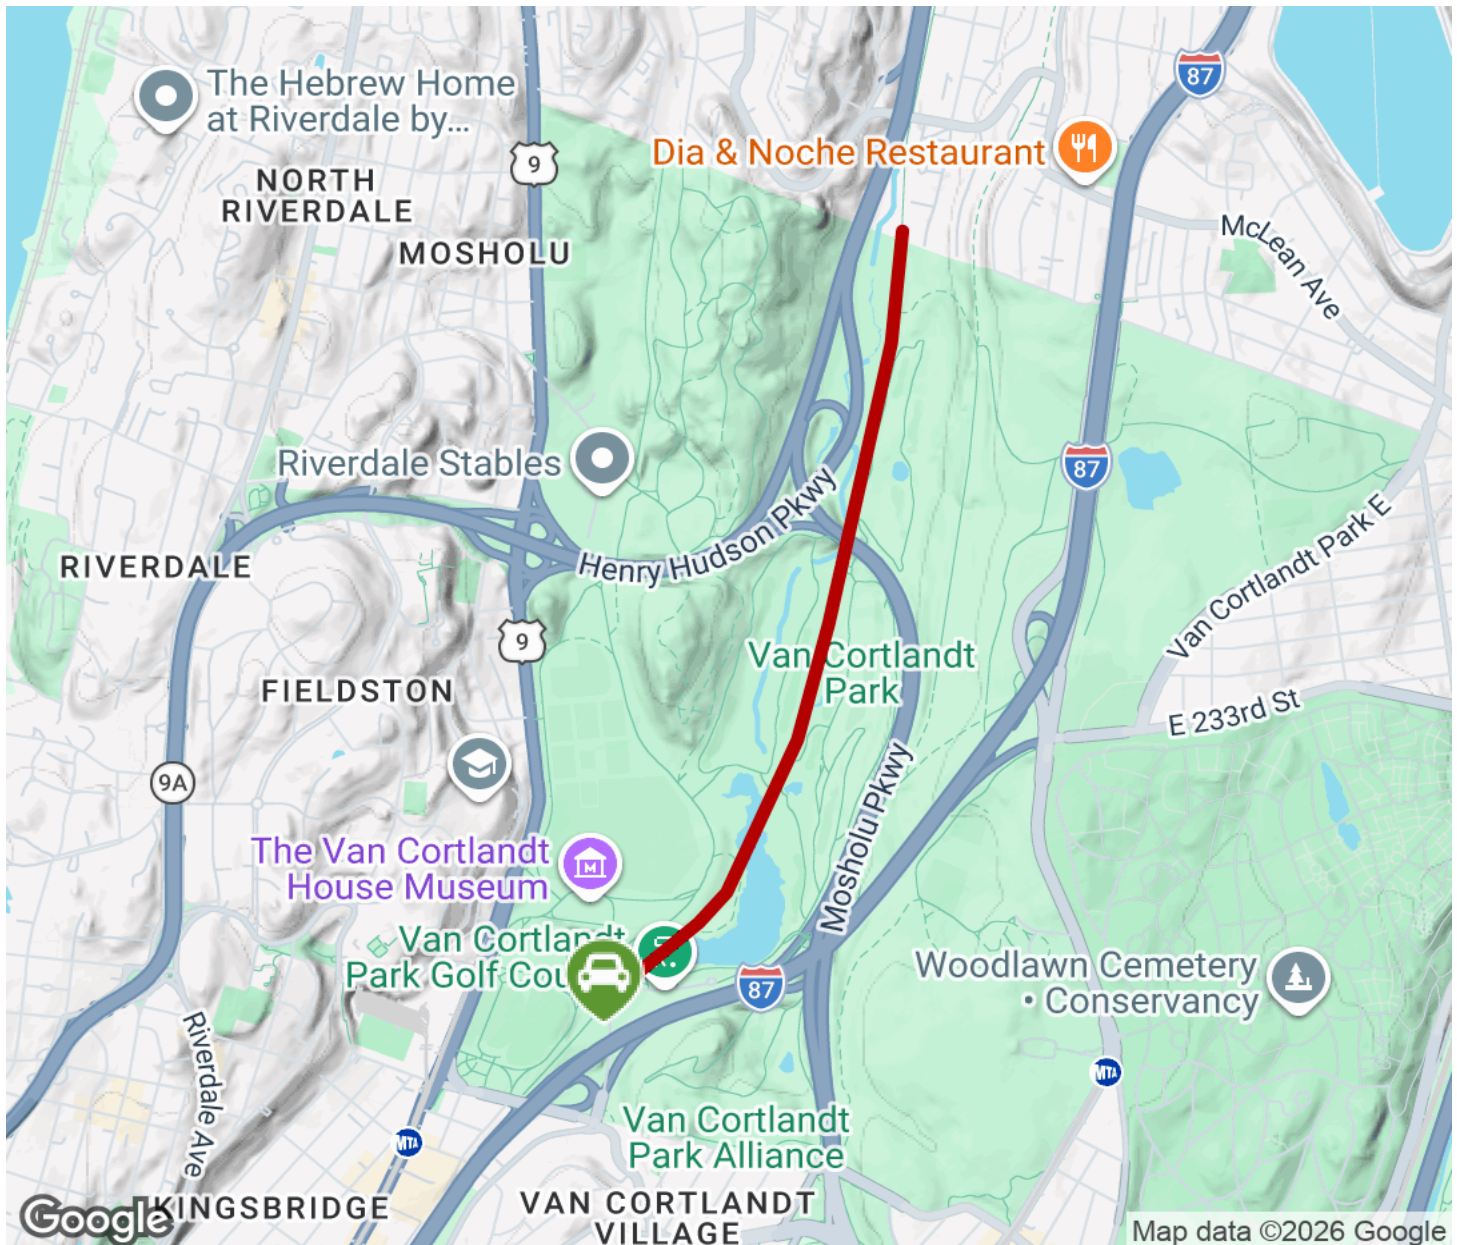 87
The Hebrew Home
at Riverdale by...
Dia & Noche Restaurant
9
NORTH
RIVERDALE
McLean Ave
MOSHOLU
Riverdale Stables
87
Henry Hudson Pkwy
Van Cortlandt Park E
RIVERDALE
9
Van Cortlandt
Park
FIELDSTON
E 233rd St
9A
Mosholu Pkwy
The Van Cortlandt
House Museum
M
Van Cortlandt
Park Golf Cou
87
Woodlawn Cemetery
• Conservancy
Riverdale Ave
MTA
MTA
Van Cortlandt
Park Alliance
KINGSBRIDGE
VAN CORTLANDT
VILLAGE
Google
Map data ©2026 Google